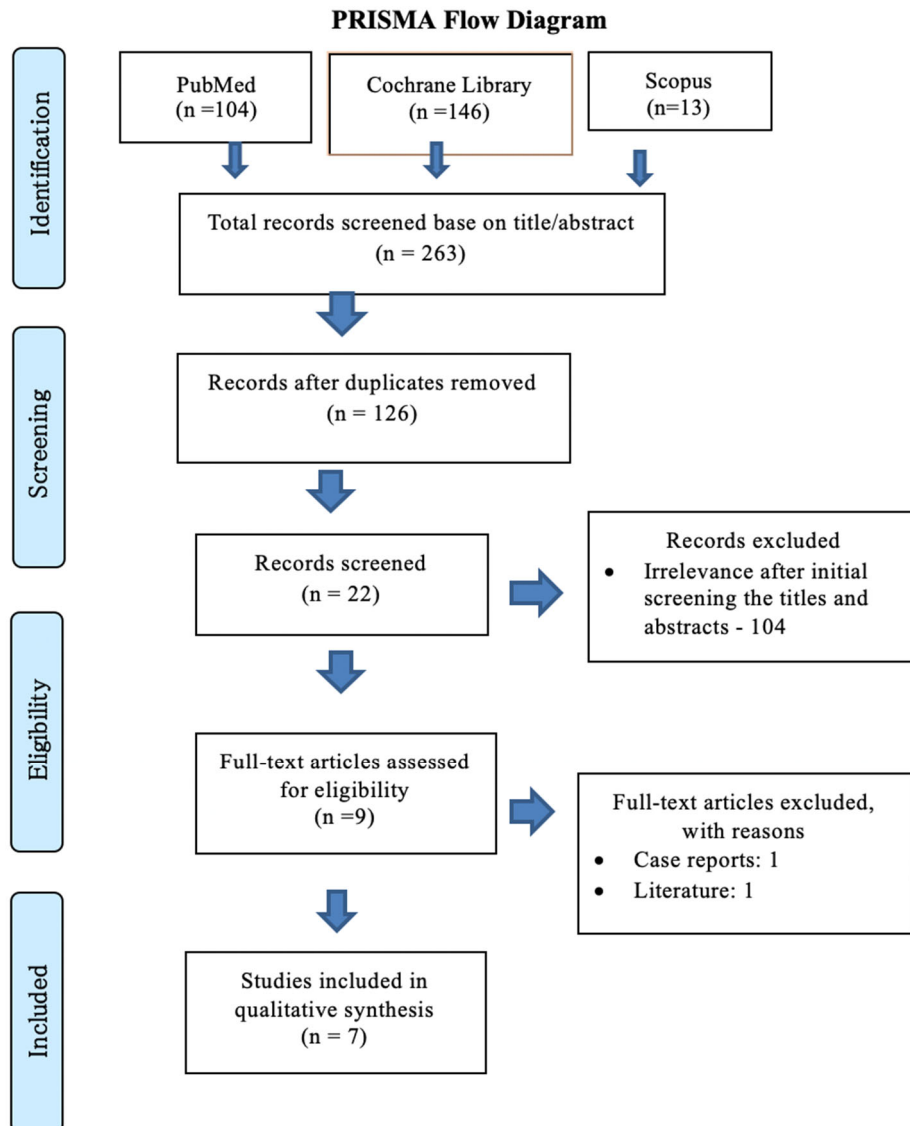 PRISMA Flow Diagram
Identification
PubMed
(n =104)
Cochrane Library
(n =146)
Scopus
(n=13)
Total records screened base on title/abstract
(n = 263)
Screening
Records after duplicates removed
(n = 126)
Records screened
(n = 22)
Records excluded
• Irrelevance after initial
screening the titles and
abstracts - 104
Eligibility
Full-text articles assessed
for eligibility
(n =9)
Full-text articles excluded,
with reasons
• Case reports: 1
• Literature: 1
Included
Studies included in
qualitative synthesis
(n = 7)